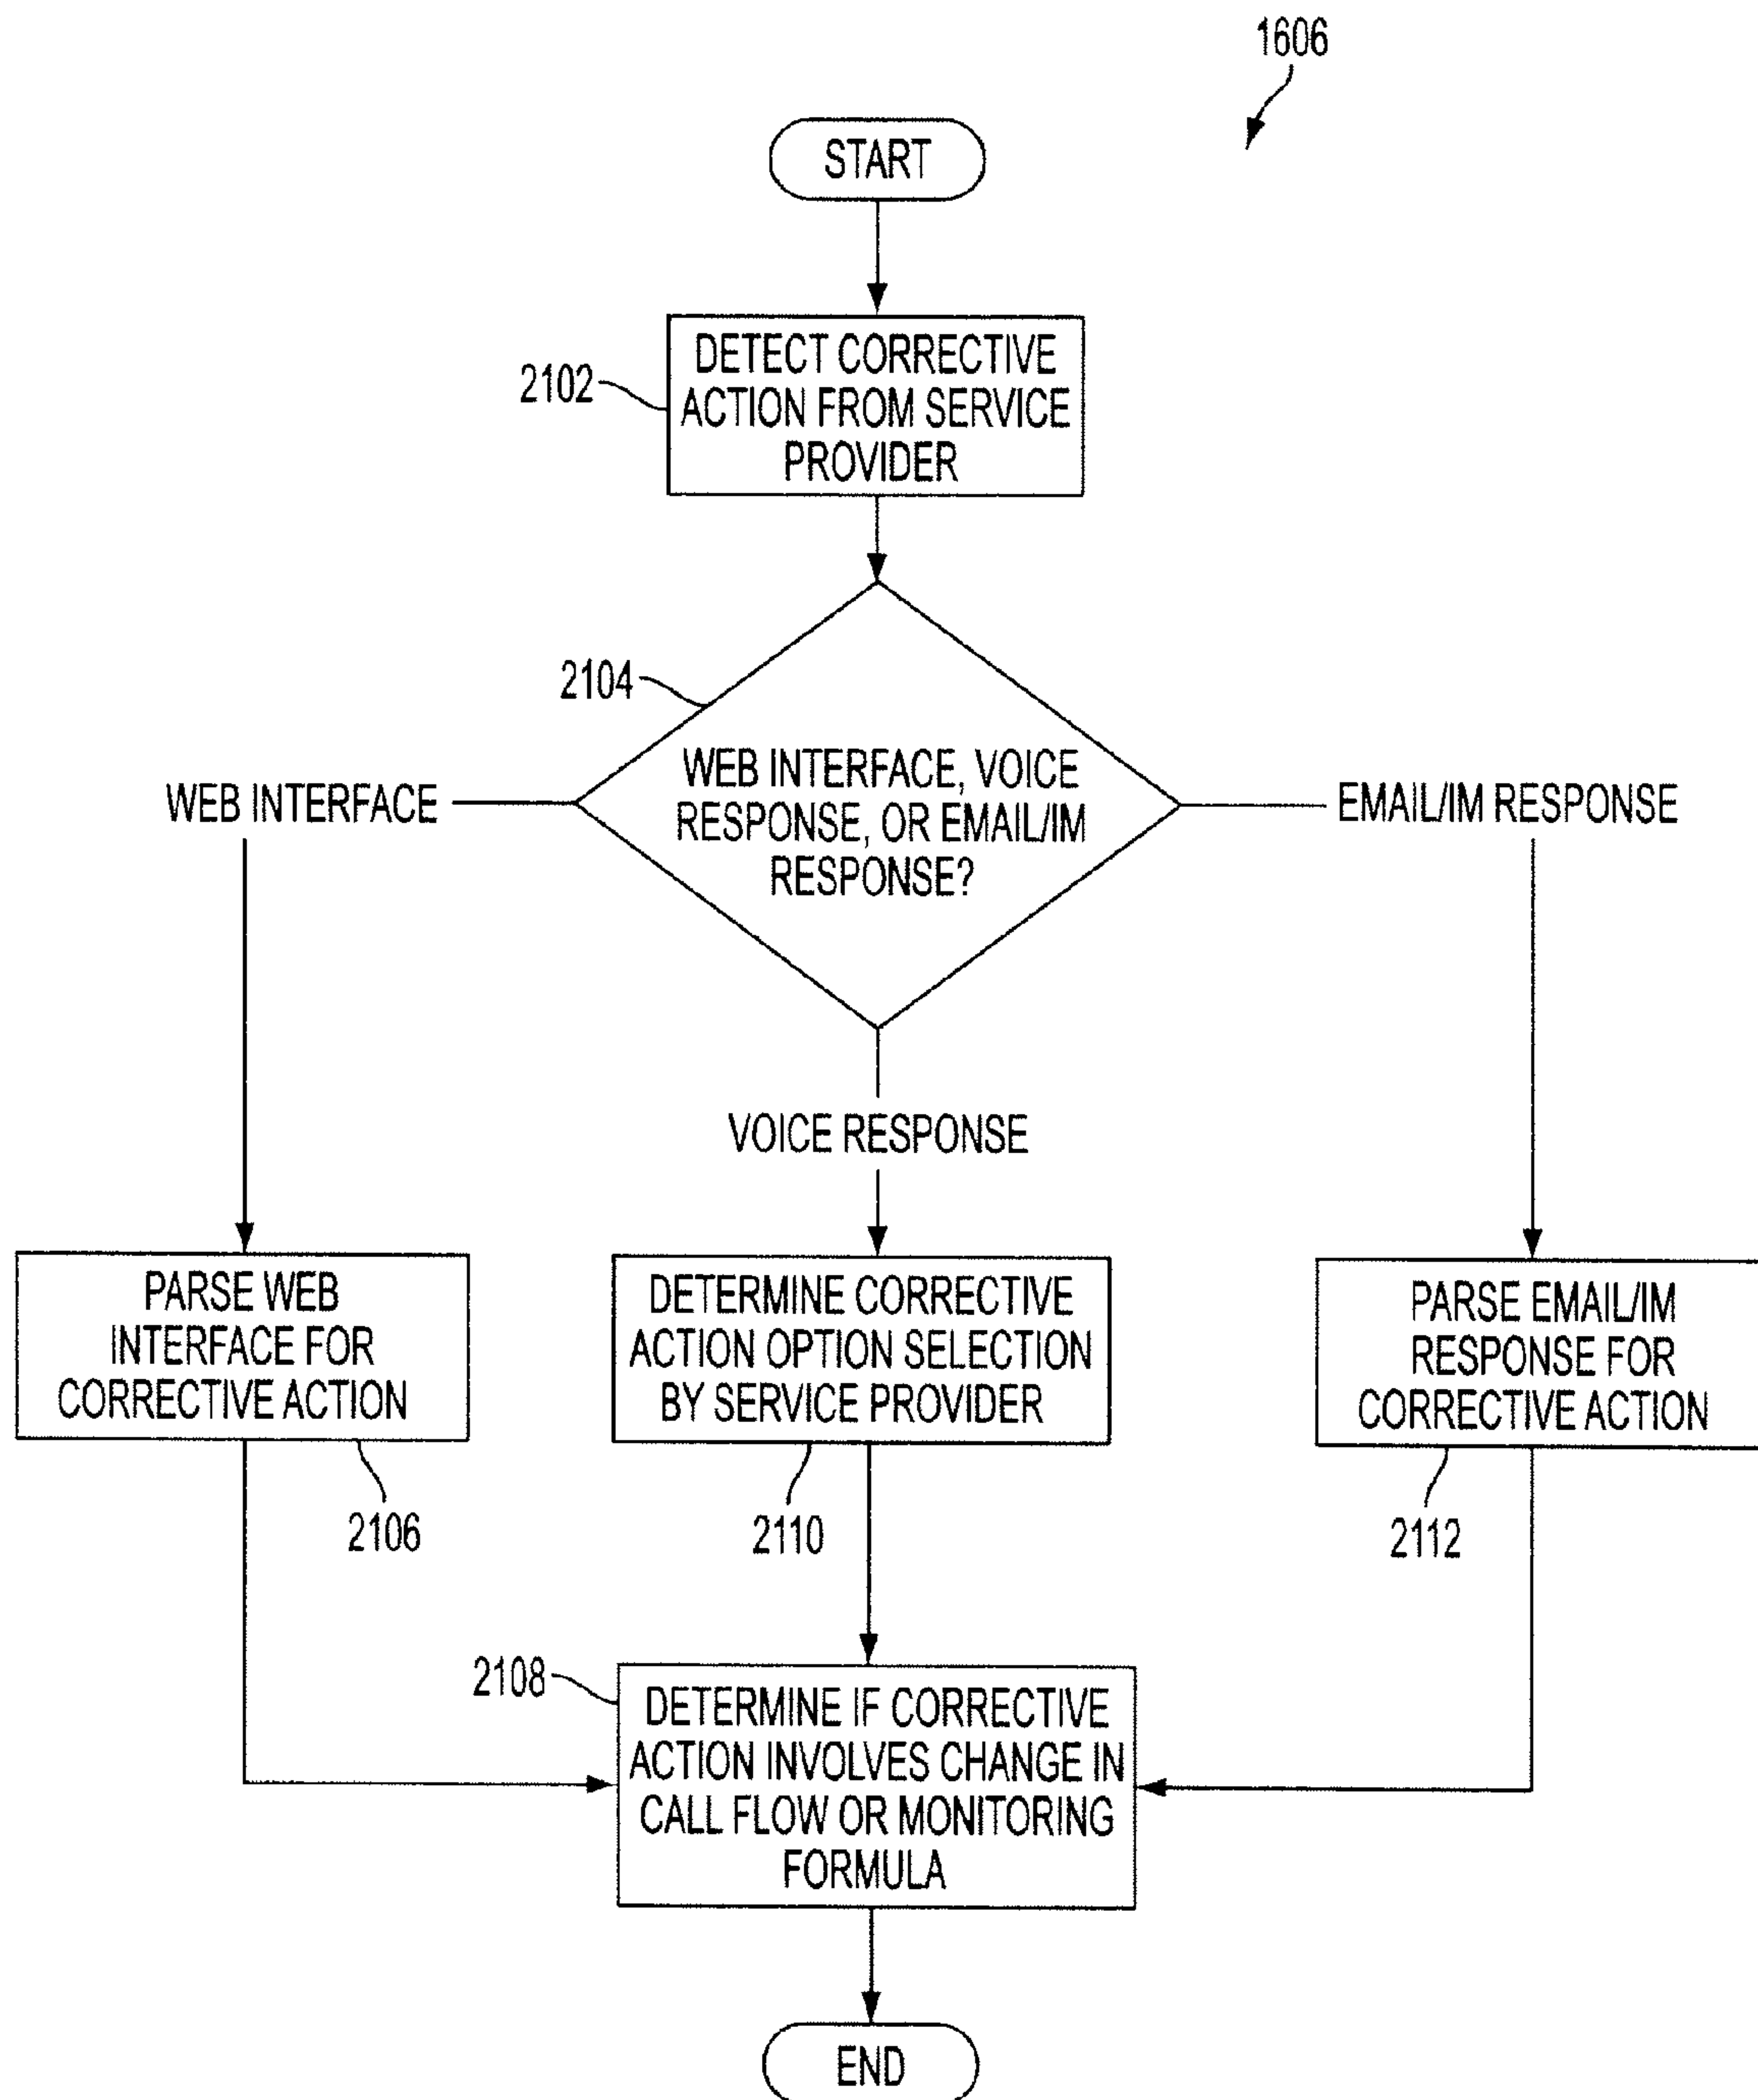 1606
START
2102
DETECT CORRECTIVE
ACTION FROM SERVICE
PROVIDER
2104
WEB INTERFACE, VOICE
RESPONSE, OR EMAIL/IM
RESPONSE?
WEB INTERFACE
EMAIL/IM RESPONSE
VOICE RESPONSE
PARSE WEB
INTERFACE FOR
CORRECTIVE ACTION
2106
DETERMINE CORRECTIVE
ACTION OPTION SELECTION
BY SERVICE PROVIDER
2110
PARSE EMAIL/IM
RESPONSE FOR
CORRECTIVE ACTION
2112
2108
DETERMINE IF CORRECTIVE
ACTION INVOLVES CHANGE IN
CALL FLOW OR MONITORING
FORMULA
END